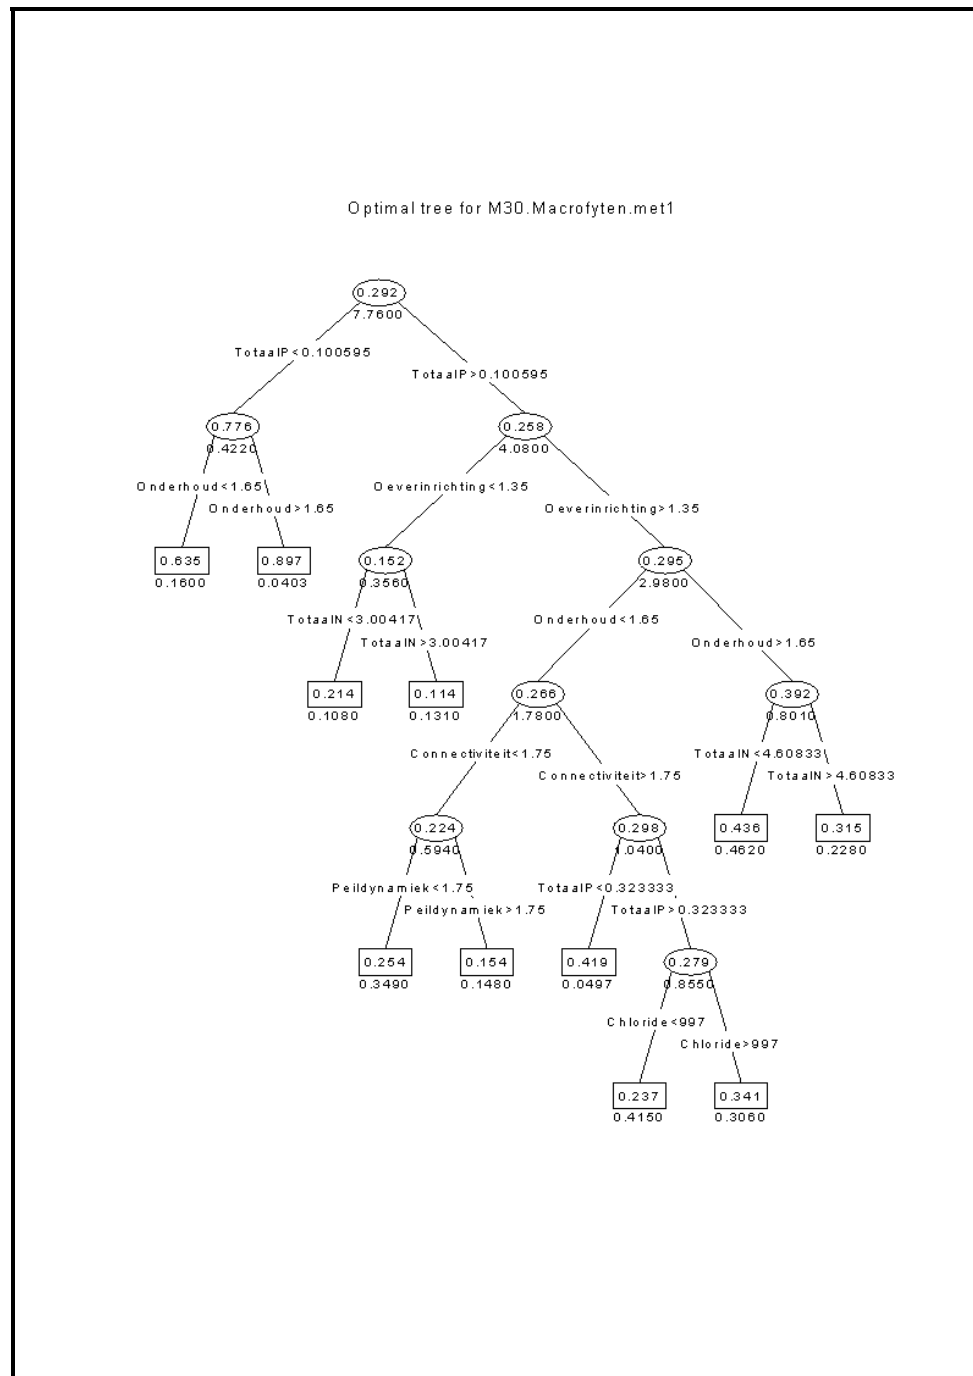 Optimal tree for M30.Macrofyten.met1
0.292
7.7600
TotaalP<0.100595
TotaalP>0.100595
0.776
0.4220
0.258
4.0800
Onderhoud<1.65
Onderhoud>1.65
Oeverinrichting<1.35
Oeverinrichting>1.35
0.635
0.1600
0.897
0.0403
0.152
0.3560
0.295
2.9800
TotaalN<3.00417
TotaalN>3.00417
Onderhoud<1.65
Onderhoud>1.65
0.214
0.1080
0.114
0.1310
0.266
1.7800
0.392
0.8010
Connectiviteit<1.75
Connectiviteit>1.75
TotaalN<4.60833
TotaalN>4.60833
0.224
0.5940
0.298
1.0400
0.436
0.4620
0.315
0.2280
Peildynamiek<1.75
Peildynamiek>1.75
TotaalP<0.323333
TotaalP>0.323333
0.254
0.3490
0.154
0.1480
0.419
0.0497
0.279
0.8550
Chloride<997
Chloride>997
0.237
0.4150
0.341
0.3060